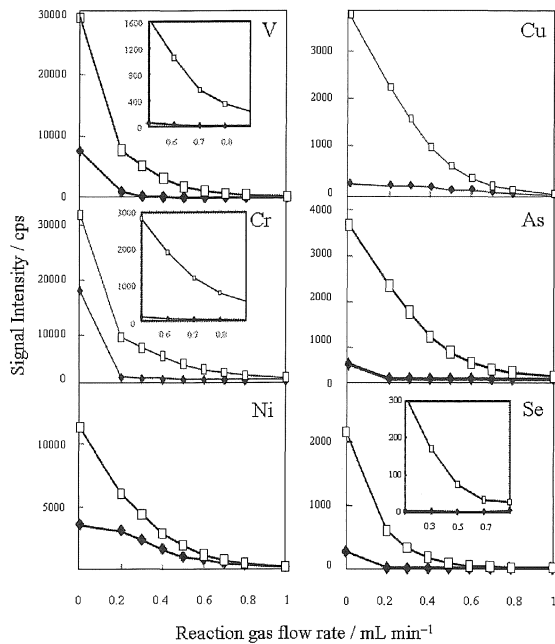 V
30000
20000
10000
0
1600
1200
800
400
0
0.6 0.7 0.8
Cu
3000
2000
1000
0
Cr
30000
20000
10000
0
3000
2000
1000
0
0.6 0.7 0.8
As
4000
3000
2000
1000
0
Ni
10000
5000
0
0 0.2 0.4 0.6 0.8 1
Se
2000
1000
0
300
200
100
0
0.3 0.5 0.7
0 0.2 0.4 0.6 0.8 1
Signal Intensity / cps
Reaction gas flow rate / mL min⁻¹